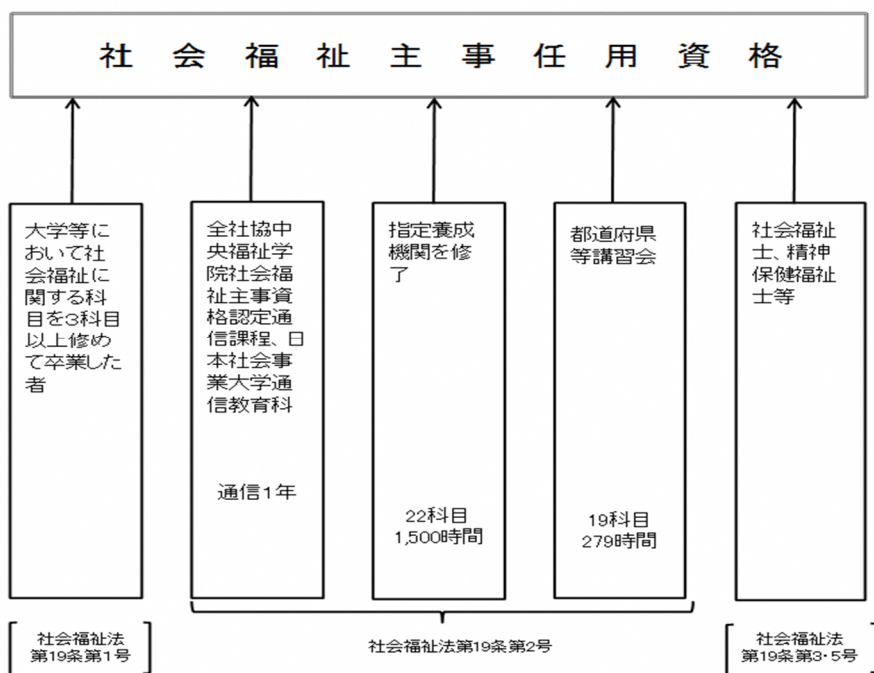 社会福祉主事任用資格
大学等に
おいて社
会福祉に
関する科
目を3科目
以上修め
て卒業した
者
全社協中
央福祉学
院社会福
祉主事資
格認定通
信課程、日
本社会事
業大学通
信教育科
通信1年
指定養成
機関を修
了
22科目
1,500時間
都道府県
等講習会
19科目
279時間
社会福祉
士、精神
保健福祉
士等
社会福祉法
第19条第1号
社会福祉法第19条第2号
社会福祉法
第19条第3・5号